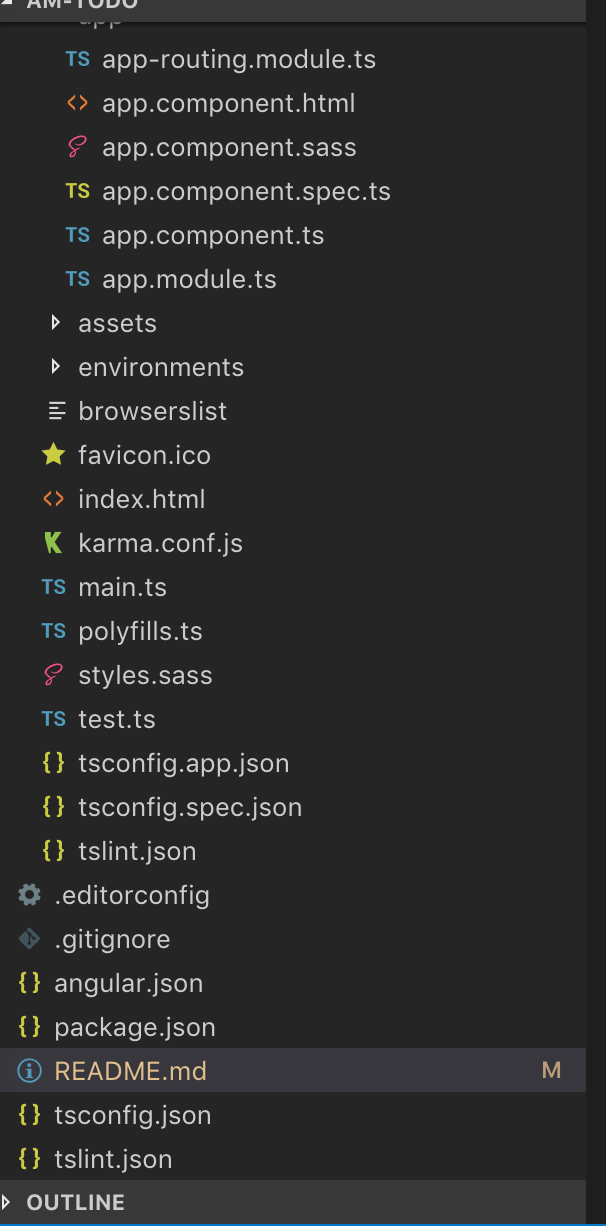 AM-TODO
app
TS app-routing.module.ts
<> app.component.html
app.component.sass
TS app.component.spec.ts
TS app.component.ts
TS app.module.ts
assets
environments
browserslist
favicon.ico
<> index.html
karma.conf.js
TS main.ts
TS polyfills.ts
styles.sass
TS test.ts
{} tsconfig.app.json
{} tsconfig.spec.json
{} tslint.json
.editorconfig
.gitignore
{} angular.json
{} package.json
README.md M
{} tsconfig.json
{} tslint.json
OUTLINE